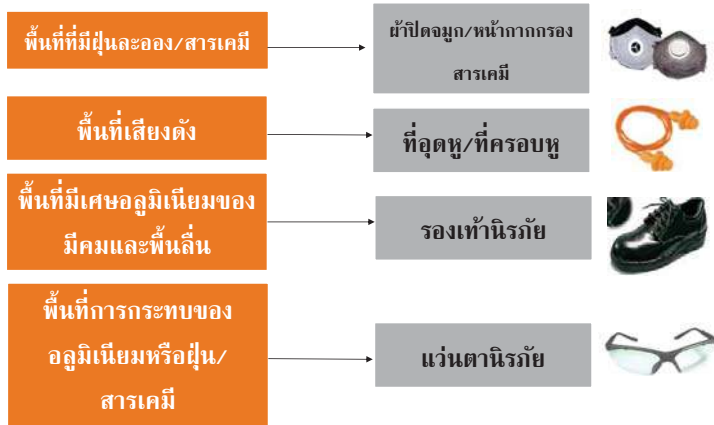 พื้นที่ที่มีฝุ่นละออง/สารเคมี
ผ้าปิดจมูก/หน้ากากกรอง
สารเคมี
พื้นที่เสียงดัง
ที่อุดหู/ที่ครอบหู
พื้นที่มีเศษอลูมิเนียมของ
มีคมและพื้นลื่น
รองเท้านิรภัย
พื้นที่การกระทบของ
อลูมิเนียมหรือฝุ่น/
สารเคมี
แว่นตานิรภัย